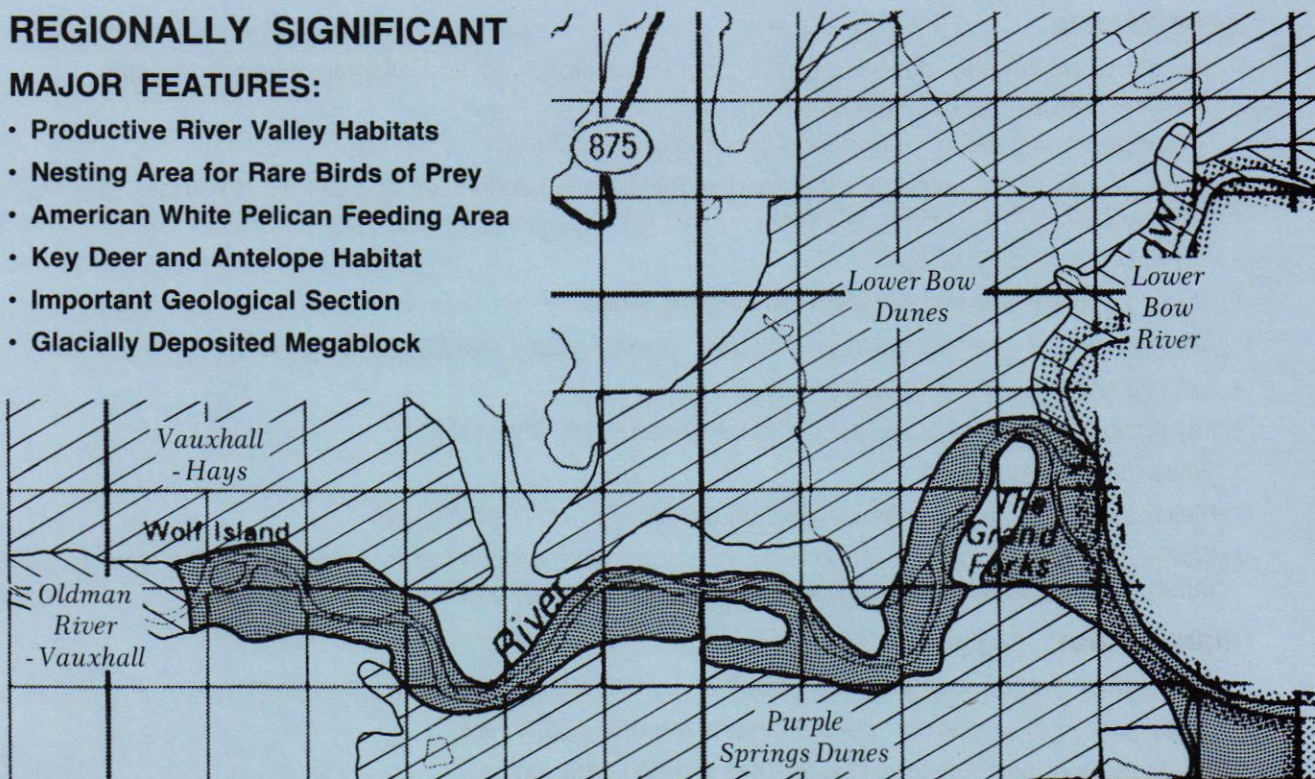 REGIONALLY SIGNIFICANT
MAJOR FEATURES:
• Productive River Valley Habitats
• Nesting Area for Rare Birds of Prey
• American White Pelican Feeding Area
• Key Deer and Antelope Habitat
• Important Geological Section
• Glacially Deposited Megablock
875
Lower Bow
Dunes
Lower
Bow
River
Vauxhall
- Hays
Wolf Island
The
Grand
Forks
Oldman
River
- Vauxhall
River
Purple
Springs Dunes